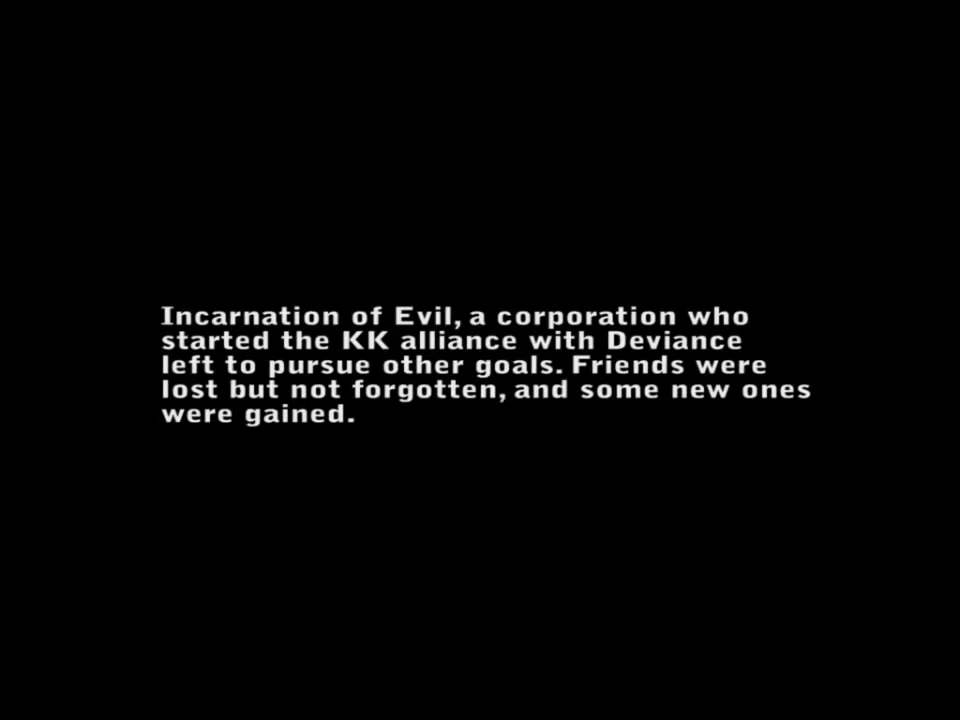 Incarnation of Evil, a corporation who
started the KK alliance with Deviance
left to pursue other goals. Friends were
lost but not forgotten, and some new ones
were gained.